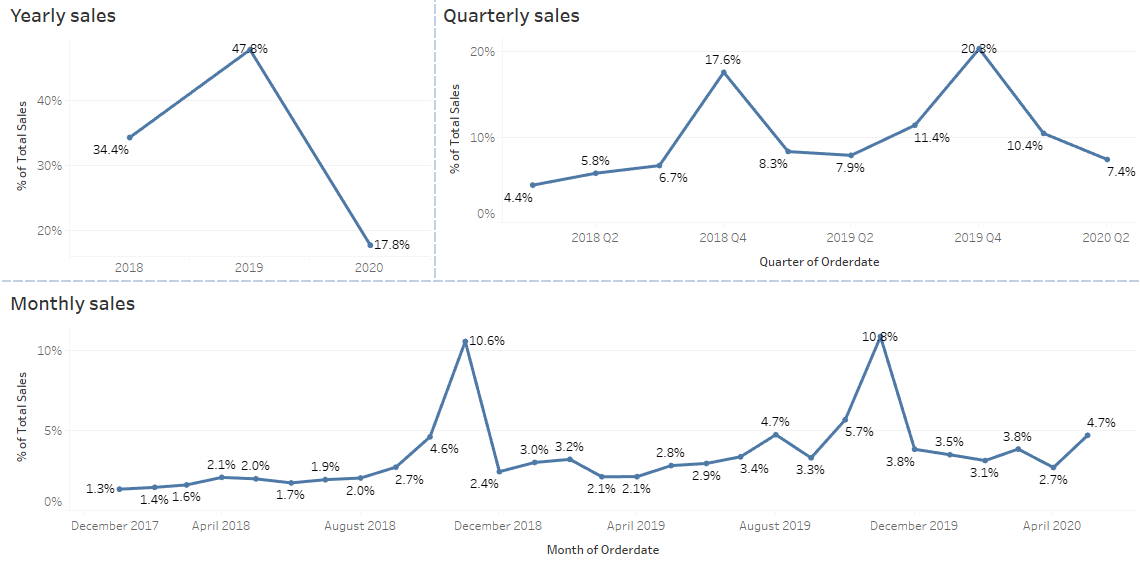 Yearly sales
% of Total Sales
40%
30%
20%
34.4%
47.8%
17.8%
2018
2019
2020
Quarterly sales
% of Total Sales
20%
10%
0%
4.4%
5.8%
6.7%
17.6%
8.3%
7.9%
11.4%
20.3%
10.4%
7.4%
2018 Q2
2018 Q4
2019 Q2
2019 Q4
2020 Q2
Quarter of Orderdate
Monthly sales
% of Total Sales
10%
5%
0%
1.3%
1.4%
1.6%
2.1%
2.0%
1.7%
1.9%
2.0%
2.7%
4.6%
10.6%
2.4%
3.0%
3.2%
2.1%
2.1%
2.8%
2.9%
3.4%
4.7%
3.3%
5.7%
10.8%
3.8%
3.5%
3.1%
3.8%
2.7%
4.7%
December 2017
April 2018
August 2018
December 2018
April 2019
August 2019
December 2019
April 2020
Month of Orderdate